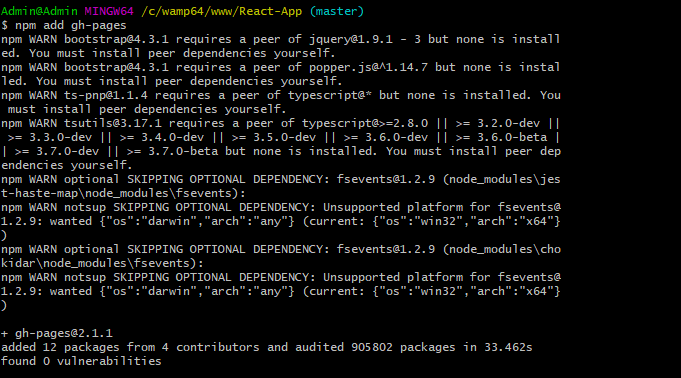 Admin@Admin MINGW64 /c/wamp64/www/React-App (master)
$ npm add gh-pages
npm WARN bootstrap@4.3.1 requires a peer of jquery@1.9.1 - 3 but none is install
ed. You must install peer dependencies yourself.
npm WARN bootstrap@4.3.1 requires a peer of popper.js@^1.14.7 but none is instal
led. You must install peer dependencies yourself.
npm WARN ts-pnp@1.1.4 requires a peer of typescript@* but none is installed. You
 must install peer dependencies yourself.
npm WARN tsutils@3.17.1 requires a peer of typescript@>=2.8.0 || >= 3.2.0-dev ||
 >= 3.3.0-dev || >= 3.4.0-dev || >= 3.5.0-dev || >= 3.6.0-dev || >= 3.6.0-beta |
| >= 3.7.0-dev || >= 3.7.0-beta but none is installed. You must install peer dep
endencies yourself.
npm WARN optional SKIPPING OPTIONAL DEPENDENCY: fsevents@1.2.9 (node_modules\jes
t-haste-map\node_modules\fsevents):
npm WARN notsup SKIPPING OPTIONAL DEPENDENCY: Unsupported platform for fsevents@
1.2.9: wanted {"os":"darwin","arch":"any"} (current: {"os":"win32","arch":"x64"}
)
npm WARN optional SKIPPING OPTIONAL DEPENDENCY: fsevents@1.2.9 (node_modules\cho
kidar\node_modules\fsevents):
npm WARN notsup SKIPPING OPTIONAL DEPENDENCY: Unsupported platform for fsevents@
1.2.9: wanted {"os":"darwin","arch":"any"} (current: {"os":"win32","arch":"x64"}
)
+ gh-pages@2.1.1
added 12 packages from 4 contributors and audited 905802 packages in 33.462s
found 0 vulnerabilities